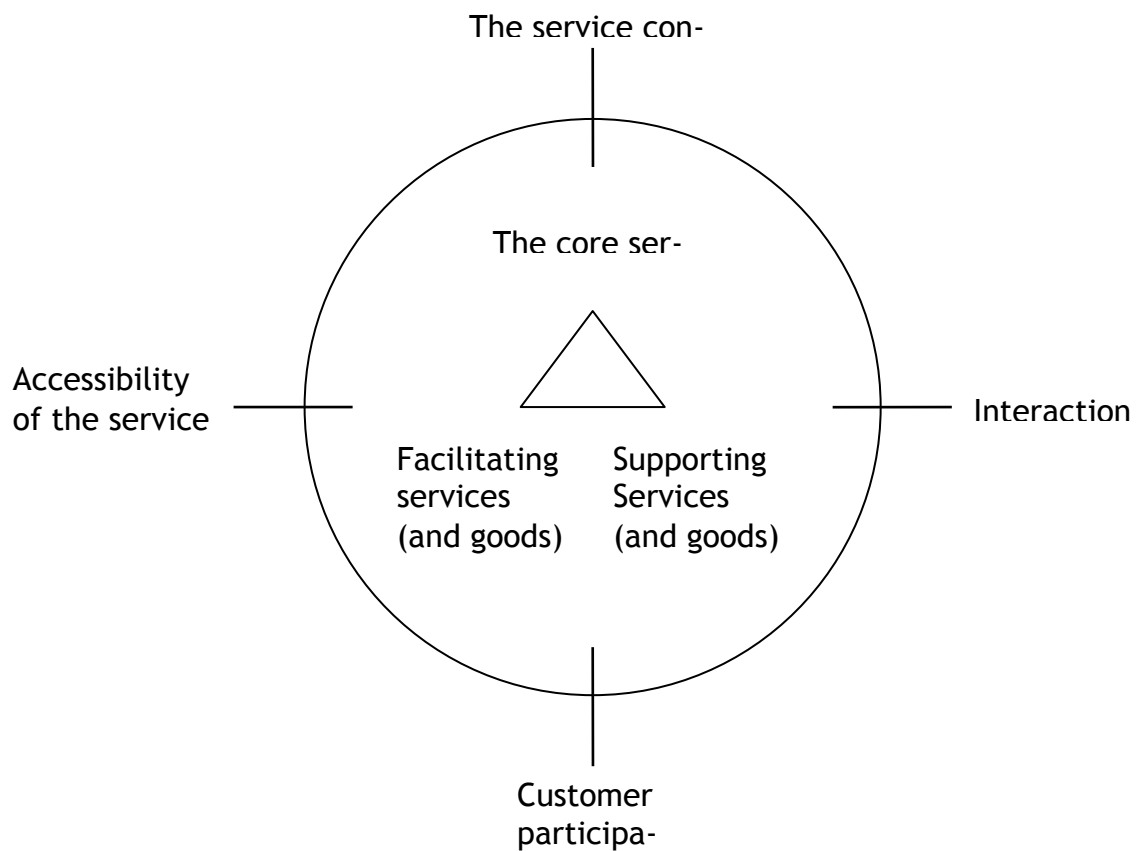 The service con-
The core ser-
Accessibility
of the service
Interaction
Facilitating
services
(and goods)
Supporting
Services
(and goods)
Customer
participa-